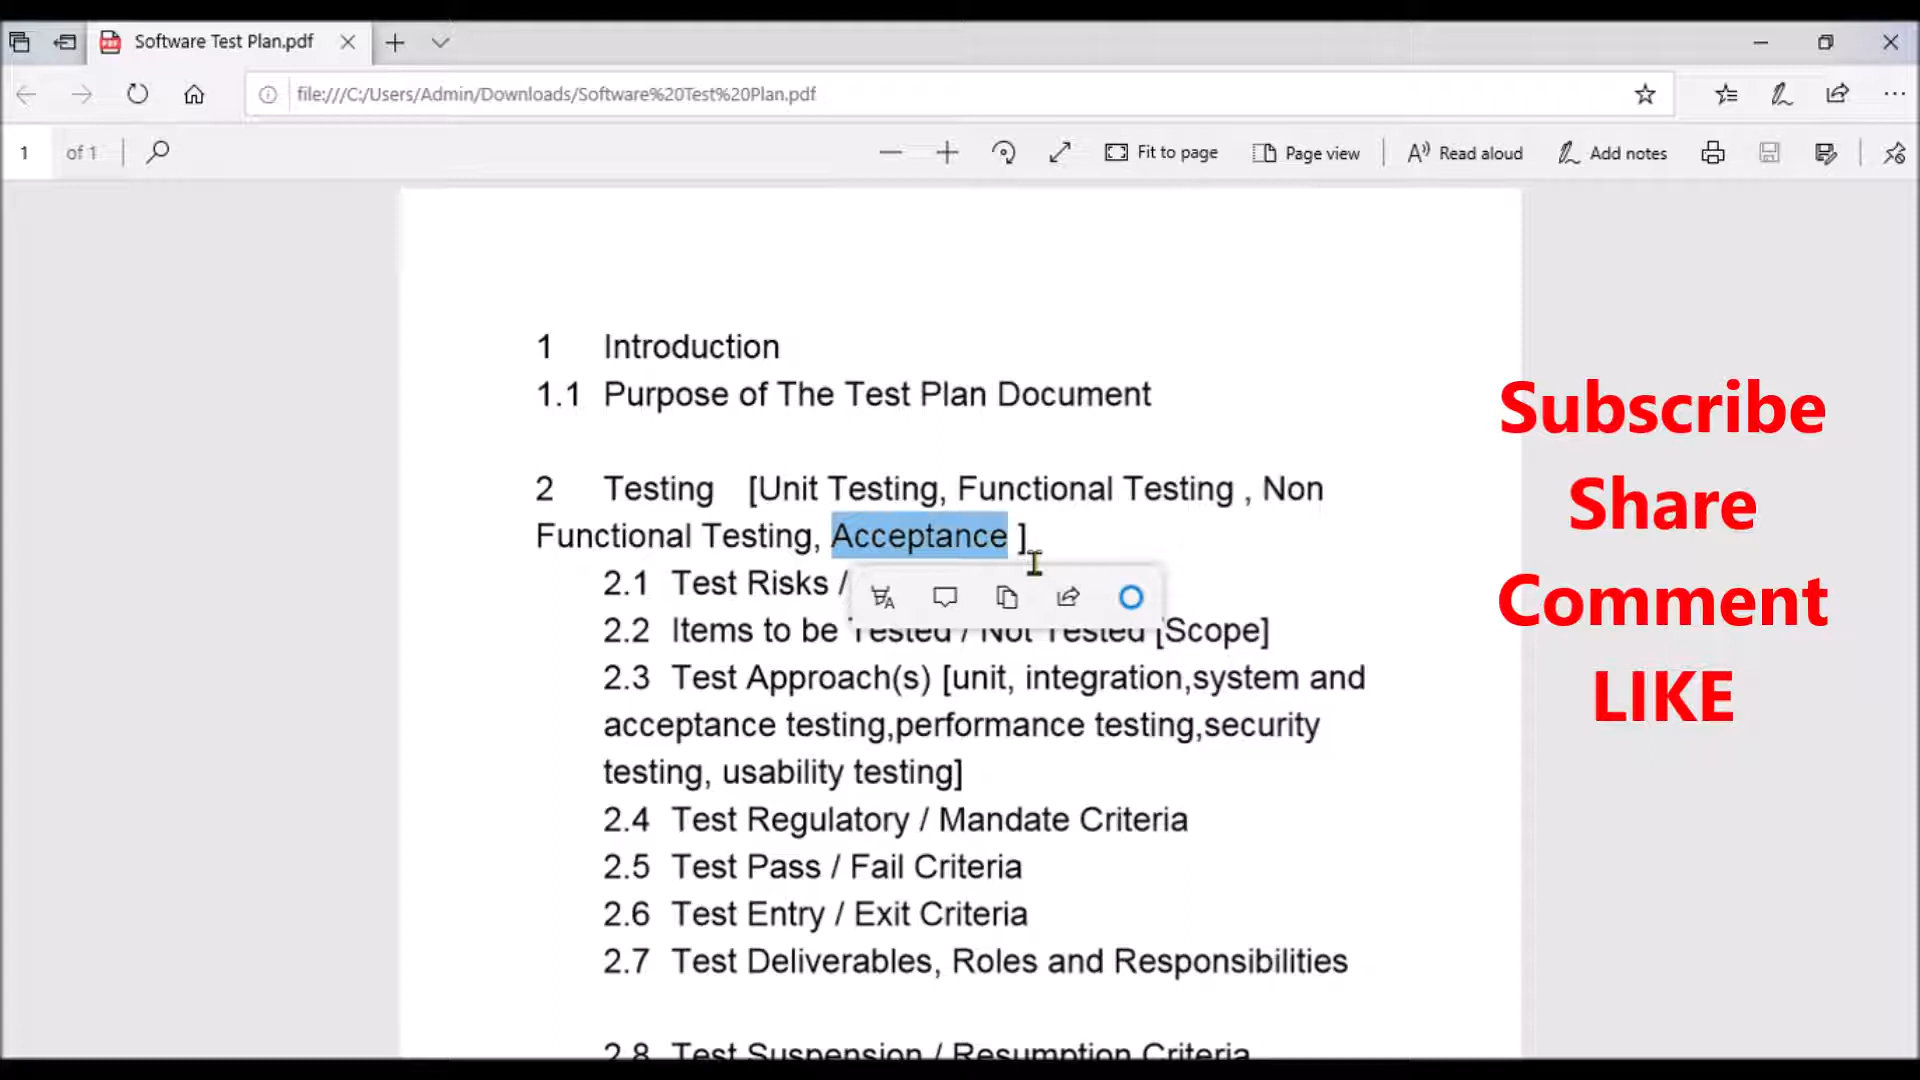 Software Test Plan.pdf
file:///C:/Users/Admin/Downloads/Software%20Test%20Plan.pdf
1 of 1
Fit to page
Page view
Read aloud
Add notes
1 Introduction
1.1 Purpose of The Test Plan Document
2 Testing [Unit Testing, Functional Testing , Non
Functional Testing, Acceptance ]
2.1 Test Risks /
2.2 Items to be Tested / Not Tested [Scope]
2.3 Test Approach(s) [unit, integration,system and
acceptance testing,performance testing,security
testing, usability testing]
2.4 Test Regulatory / Mandate Criteria
2.5 Test Pass / Fail Criteria
2.6 Test Entry / Exit Criteria
2.7 Test Deliverables, Roles and Responsibilities
2.8 Test Suspension / Resumption Criteria
Subscribe
Share
Comment
LIKE